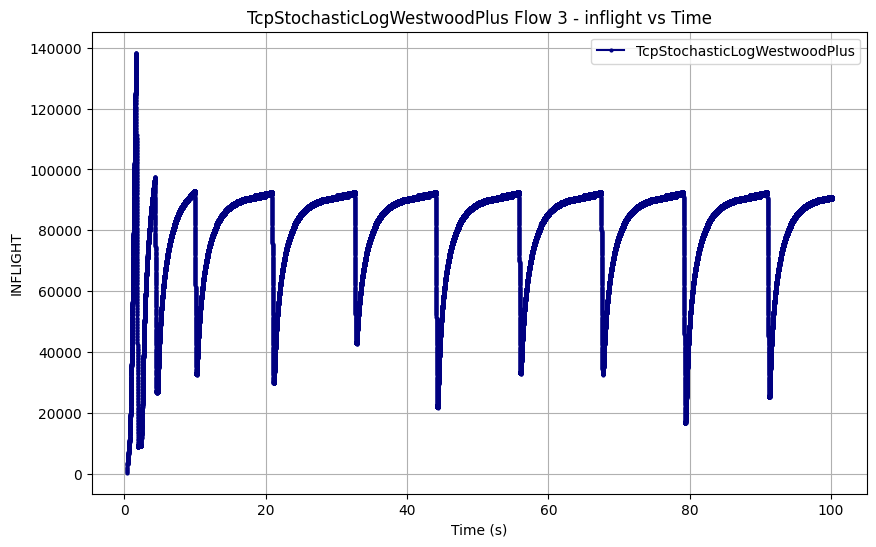 TcpStochasticLogWestwoodPlus Flow 3 - inflight vs Time
TcpStochasticLogWestwoodPlus
INFLIGHT
140000
120000
100000
80000
60000
40000
20000
0
0 20 40 60 80 100
Time (s)